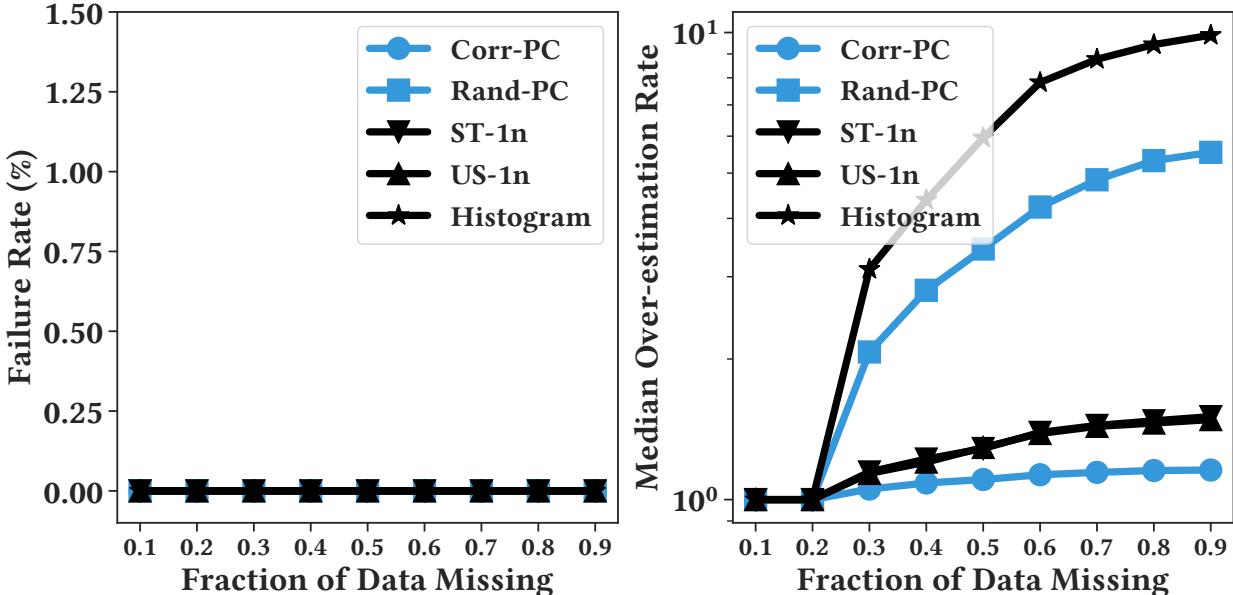 Failure Rate (%)
1.50
1.25
1.00
0.75
0.50
0.25
0.00
Corr-PC
Rand-PC
ST-1n
US-1n
Histogram
0.1 0.2 0.3 0.4 0.5 0.6 0.7 0.8 0.9
Fraction of Data Missing
Median Over-estimation Rate
10¹
10⁰
Corr-PC
Rand-PC
ST-1n
US-1n
Histogram
0.1 0.2 0.3 0.4 0.5 0.6 0.7 0.8 0.9
Fraction of Data Missing